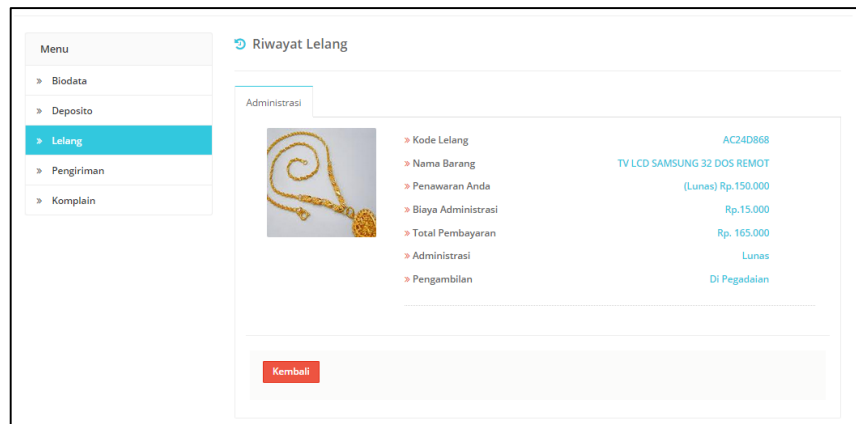 Menu
» Biodata
» Deposito
» Lelang
» Pengiriman
» Komplain
Riwayat Lelang
Administrasi
» Kode Lelang AC24D868
» Nama Barang TV LCD SAMSUNG 32 DOS REMOT
» Penawaran Anda (Lunas) Rp.150.000
» Biaya Administrasi Rp.15.000
» Total Pembayaran Rp. 165.000
» Administrasi Lunas
» Pengambilan Di Pegadaian
Kembali